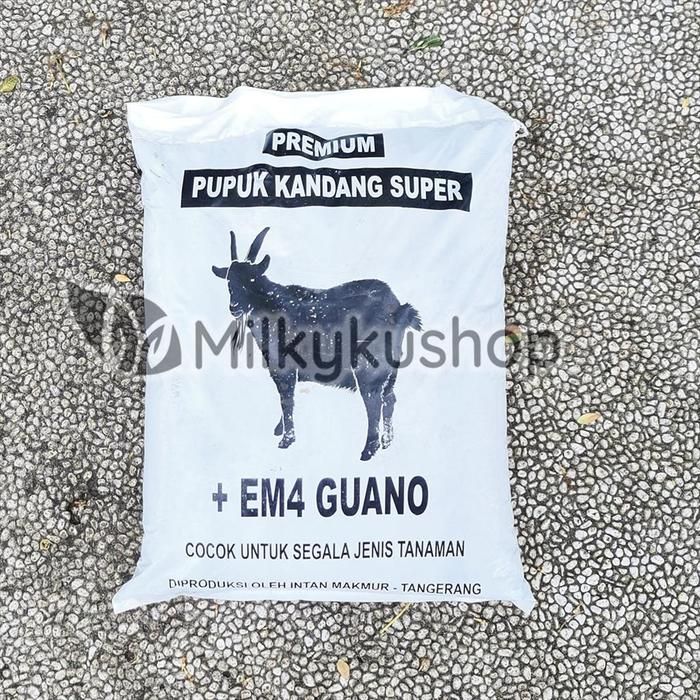 PREMIUM
PUPUK KANDANG SUPER
Milkykushop
+ EM4 GUANO
COCOK UNTUK SEGALA JENIS TANAMAN
DIPRODUKSI OLEH INTAN MAKMUR - TANGERANG